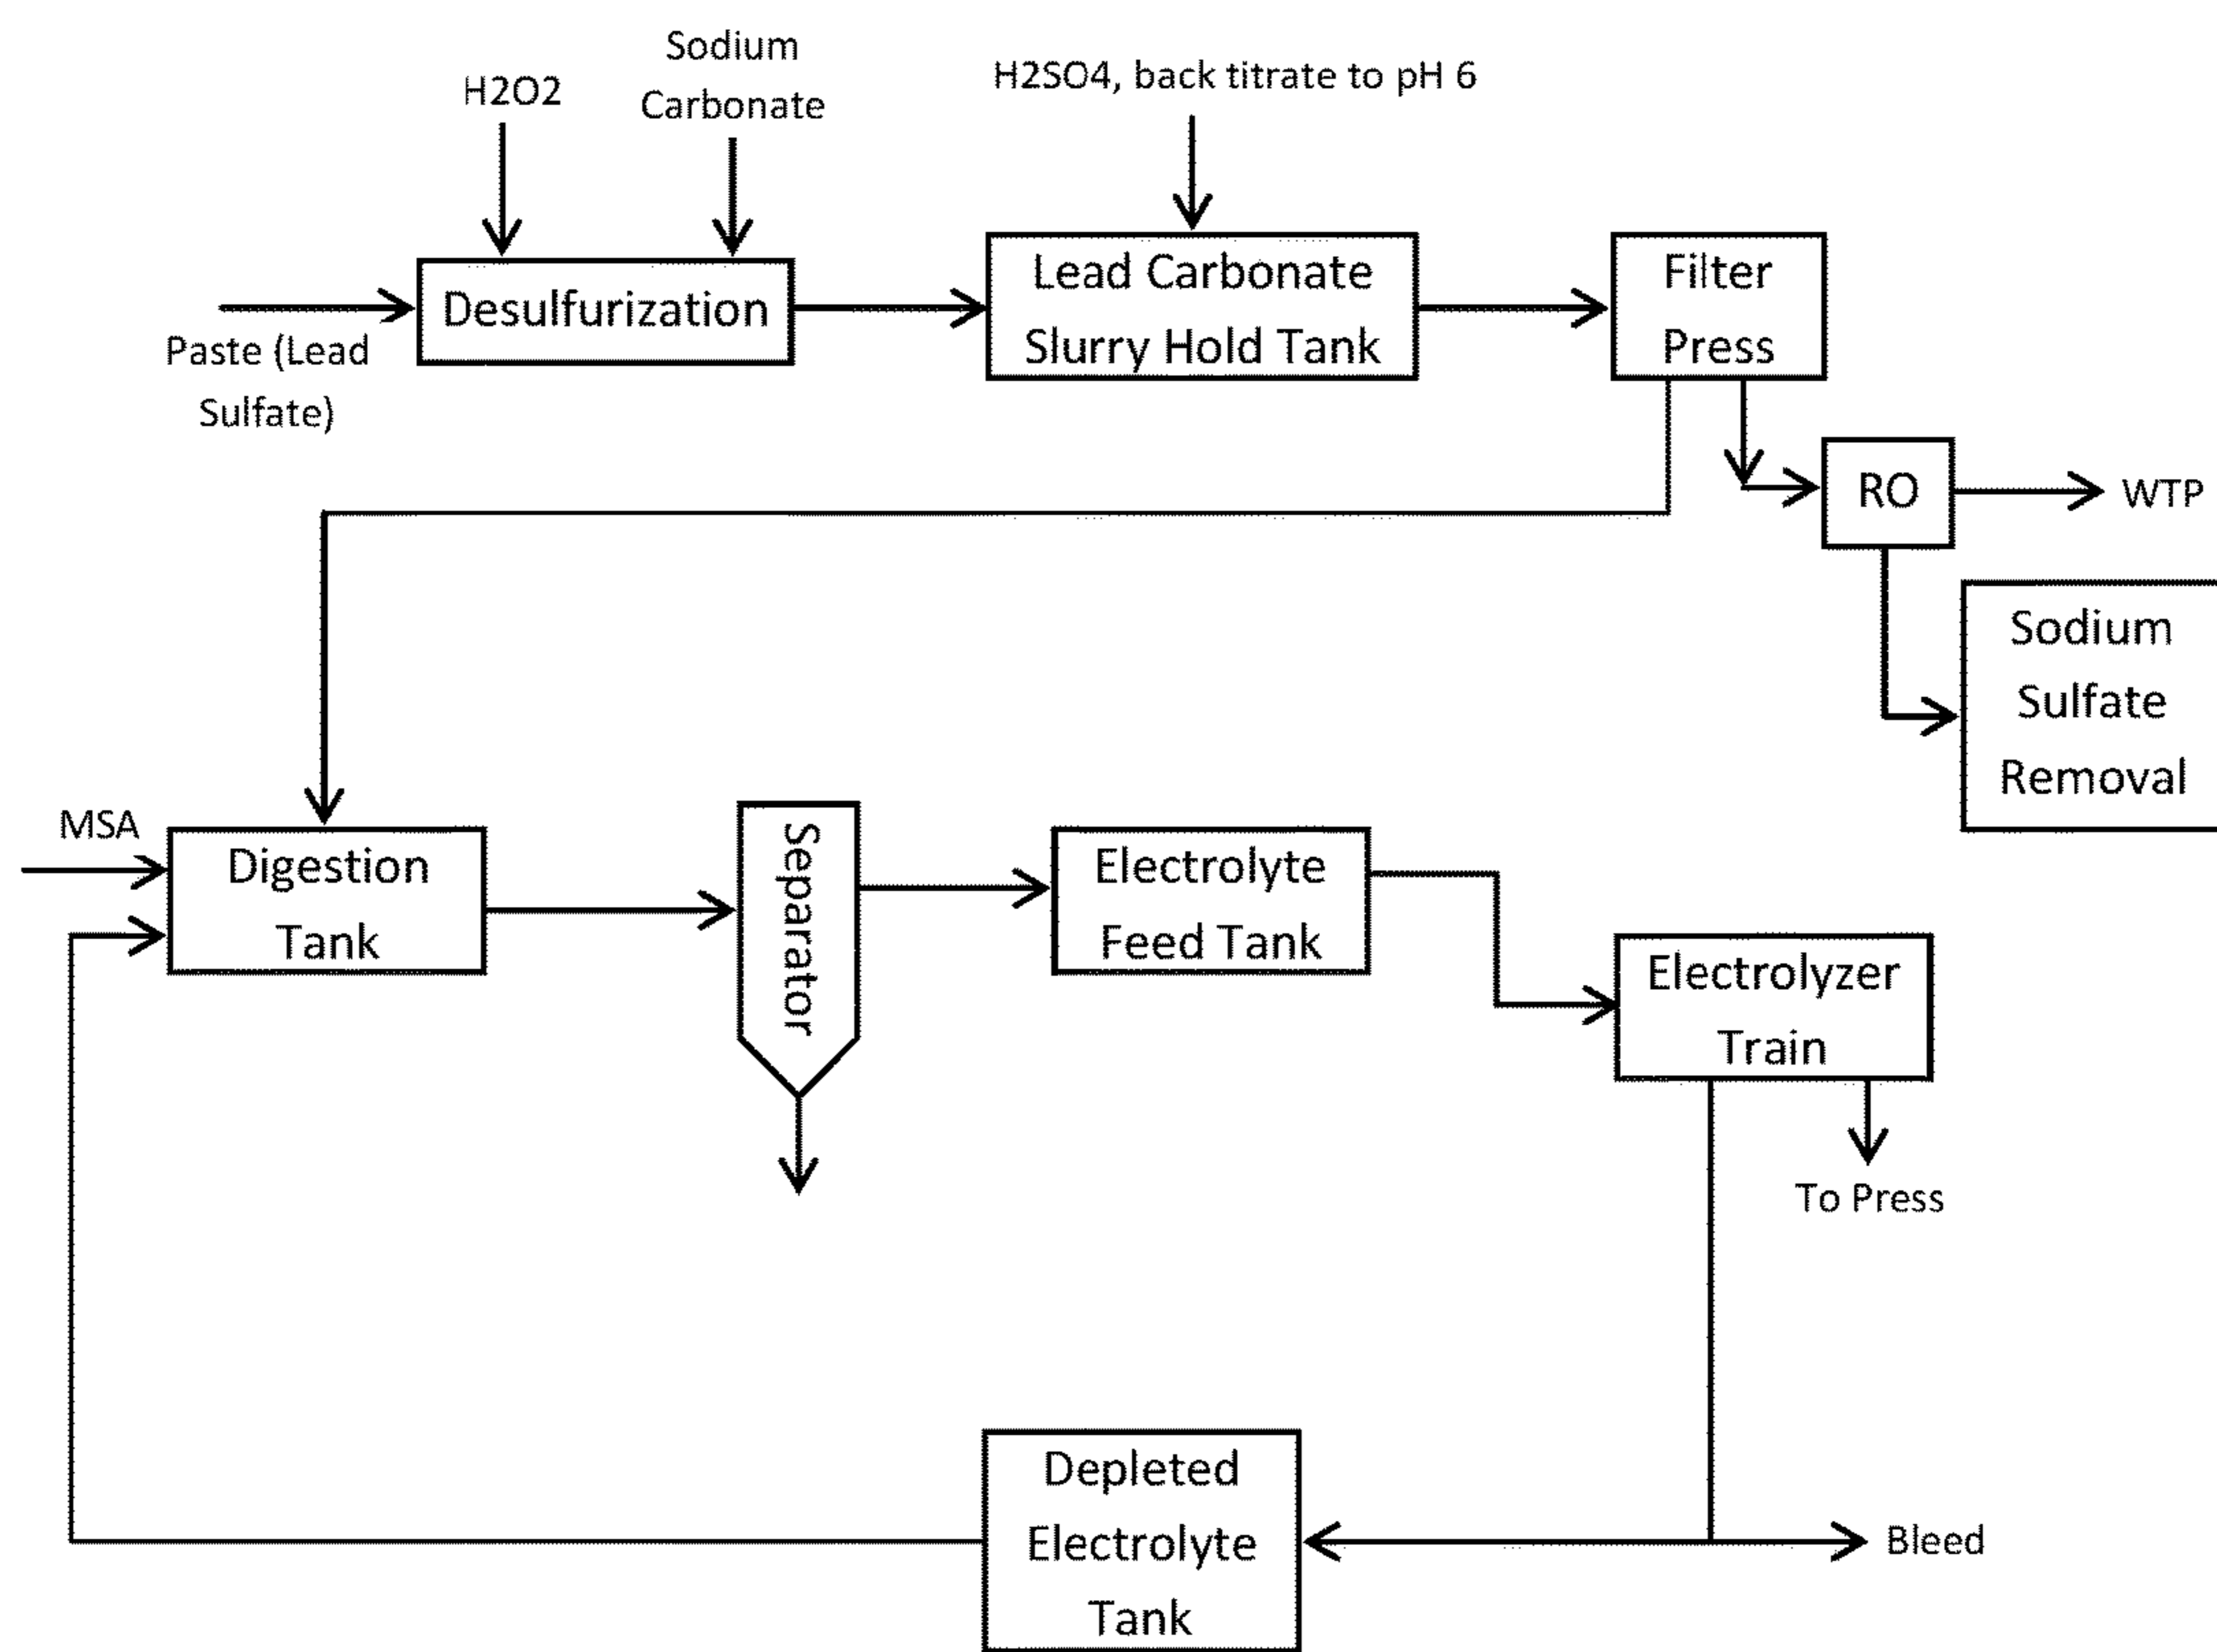 H2O2
Sodium
Carbonate
H2SO4, back titrate to pH 6
Paste (Lead
Sulfate)
Desulfurization
Lead Carbonate
Slurry Hold Tank
Filter
Press
RO
WTP
Sodium
Sulfate
Removal
MSA
Digestion
Tank
Separator
Electrolyte
Feed Tank
Electrolyzer
Train
To Press
Depleted
Electrolyte
Tank
Bleed